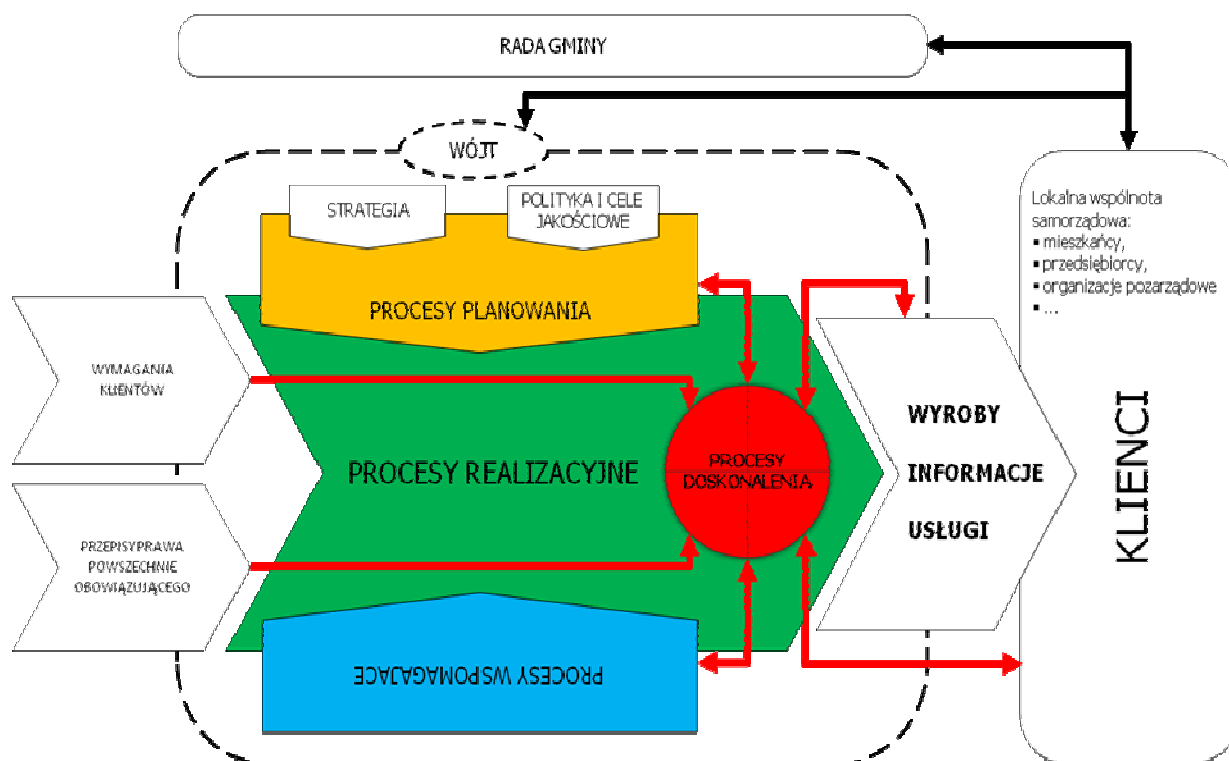 RADA GMINY
WÓJT
STRATEGIA
POLITYKA I CELE
JAKOŚCIOWE
PROCESY PLANOWANIA
WYMAGANIA
KLIENTÓW
PROCESY REALIZACYJNE
PROCESY
DOSKONALENIA
PRZEPISY PRAWA
POWSZECHNIE
OBOWIĄZUJĄCEGO
PROCESY WSPOMAGAJĄCE
WYROBY
INFORMACJE
USŁUGI
Lokalna wspólnota
samorządowa:
▪ mieszkańcy,
▪ przedsiębiorcy,
▪ organizacje pozarządowe
▪ ...
KLIENCI